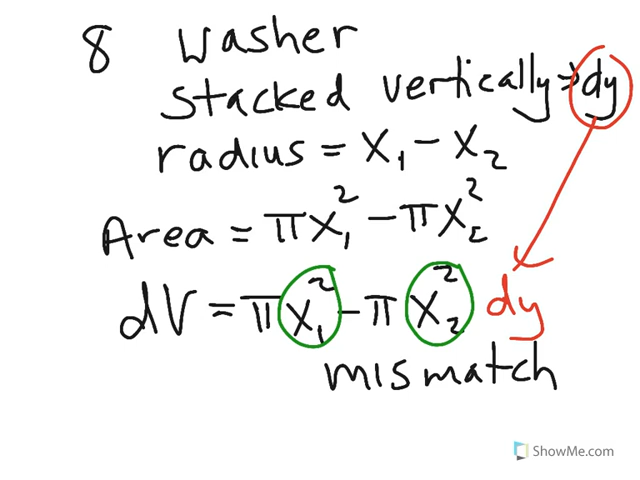 8 washer
stacked vertically ⇒ dy
radius = x₁ − x₂
Area = πx₁² − πx₂²
dV = πx₁² − πx₂² dy
mismatch
ShowMe.com